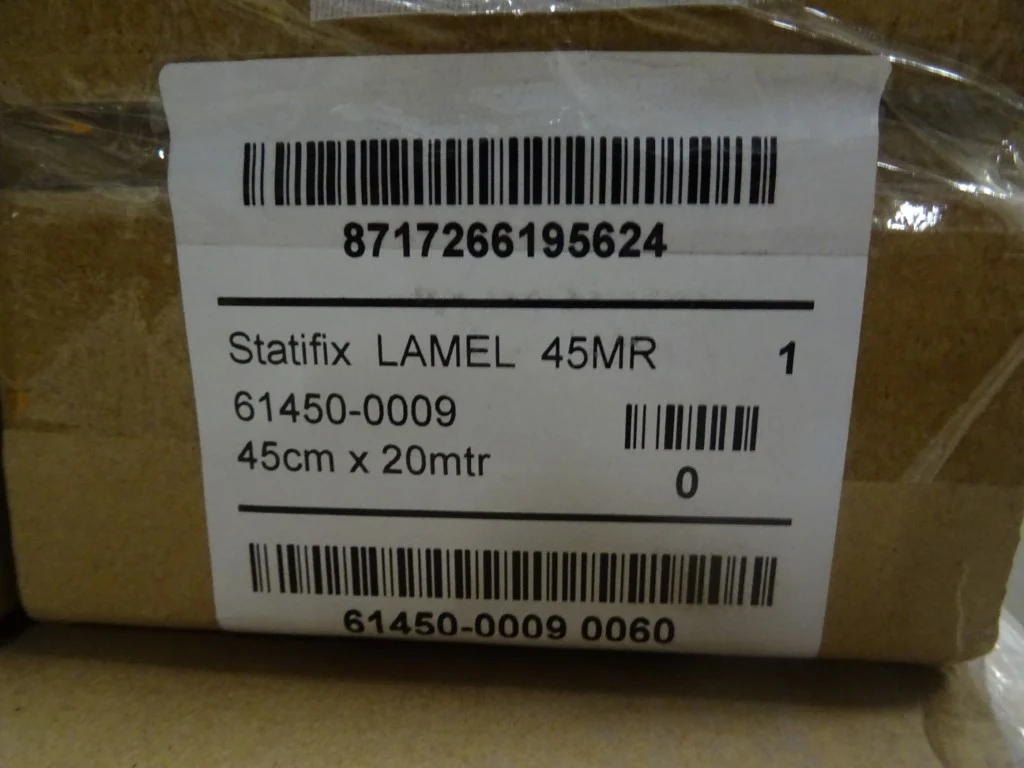 8717266195624
Statifix LAMEL 45MR 1
61450-0009
45cm x 20mtr
0
61450-0009 0060